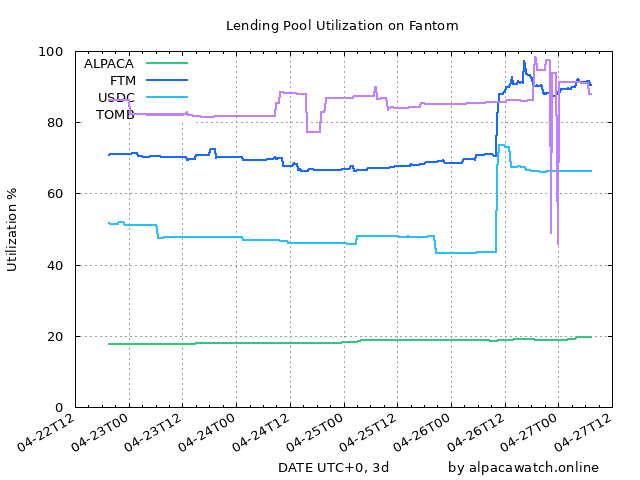 Lending Pool Utilization on Fantom
Utilization %
100
80
60
40
20
0
ALPACA
FTM
USDC
TOMB
04-22T12
04-23T00
04-23T12
04-24T00
04-24T12
04-25T00
04-25T12
04-26T00
04-26T12
04-27T00
04-27T12
DATE UTC+0, 3d
by alpacawatch.online